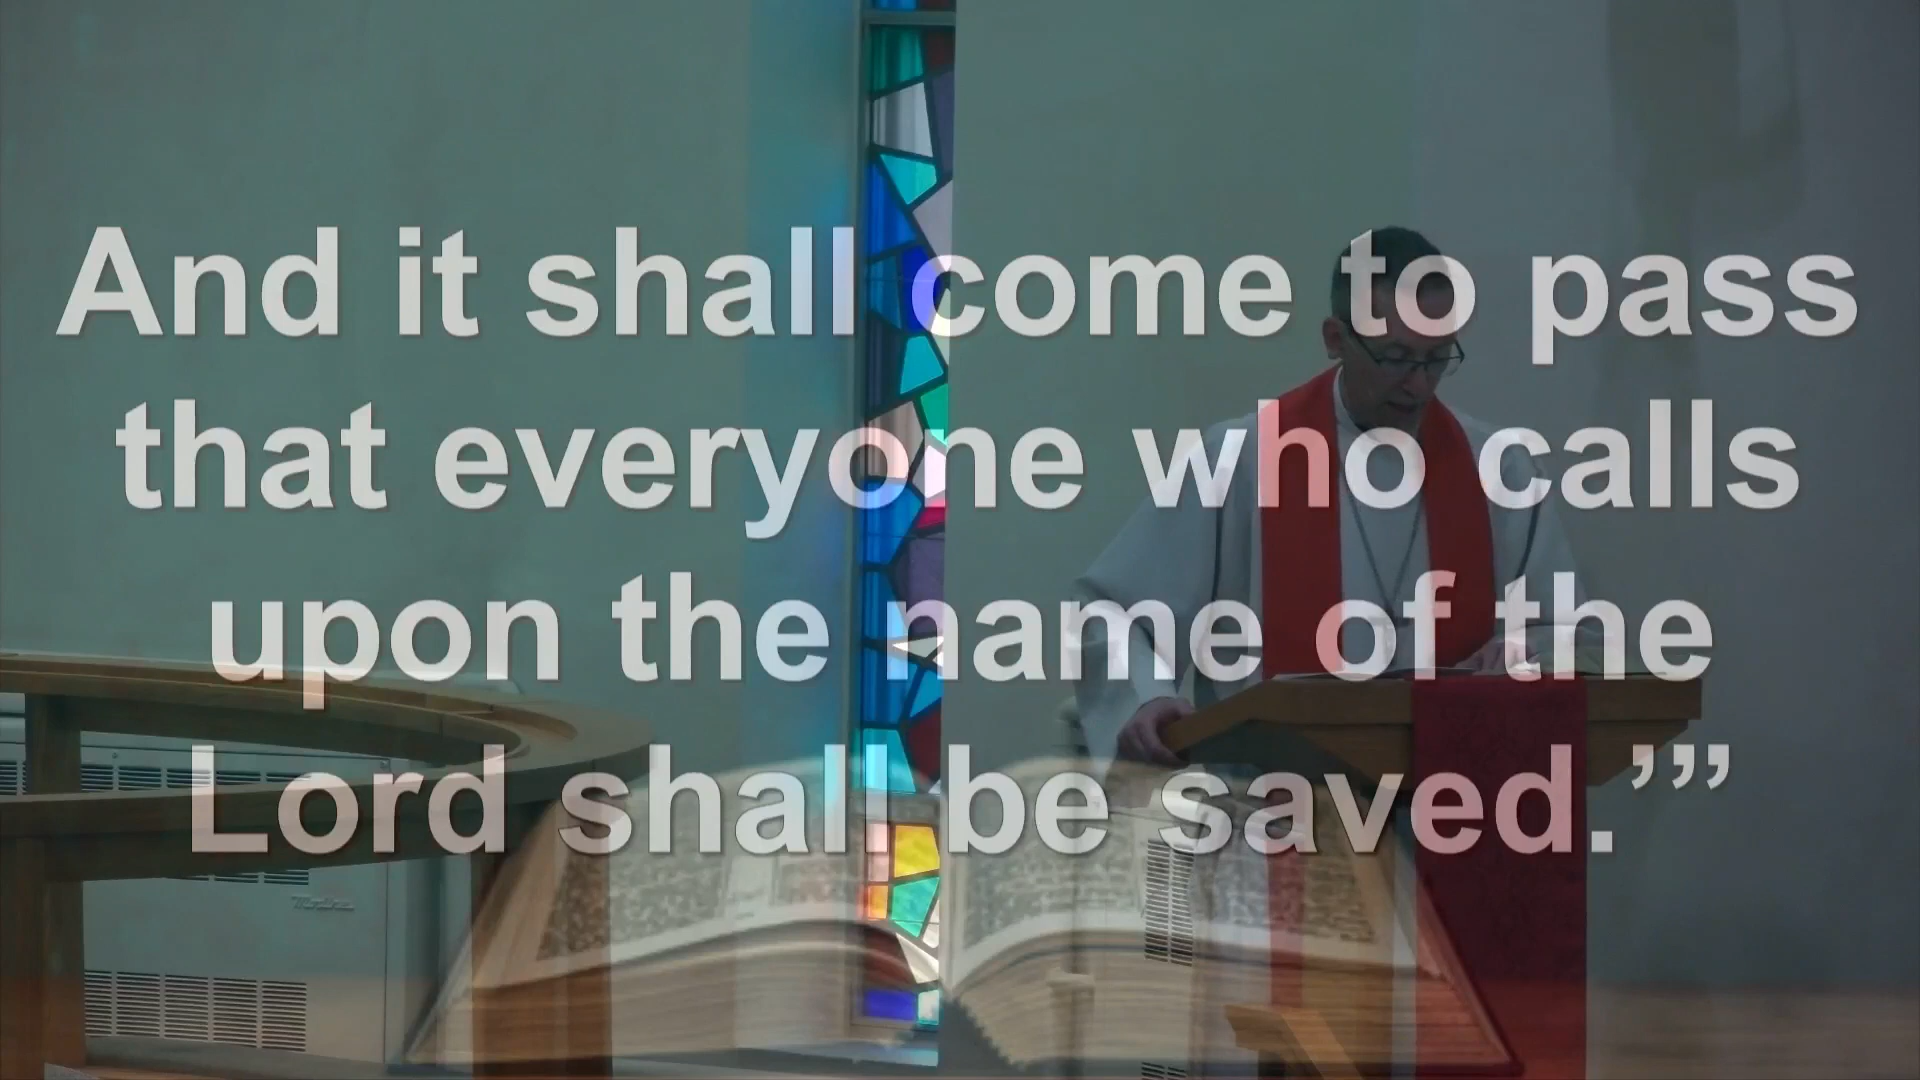 And it shall come to pass
that everyone who calls
upon the name of the
Lord shall be saved.’”